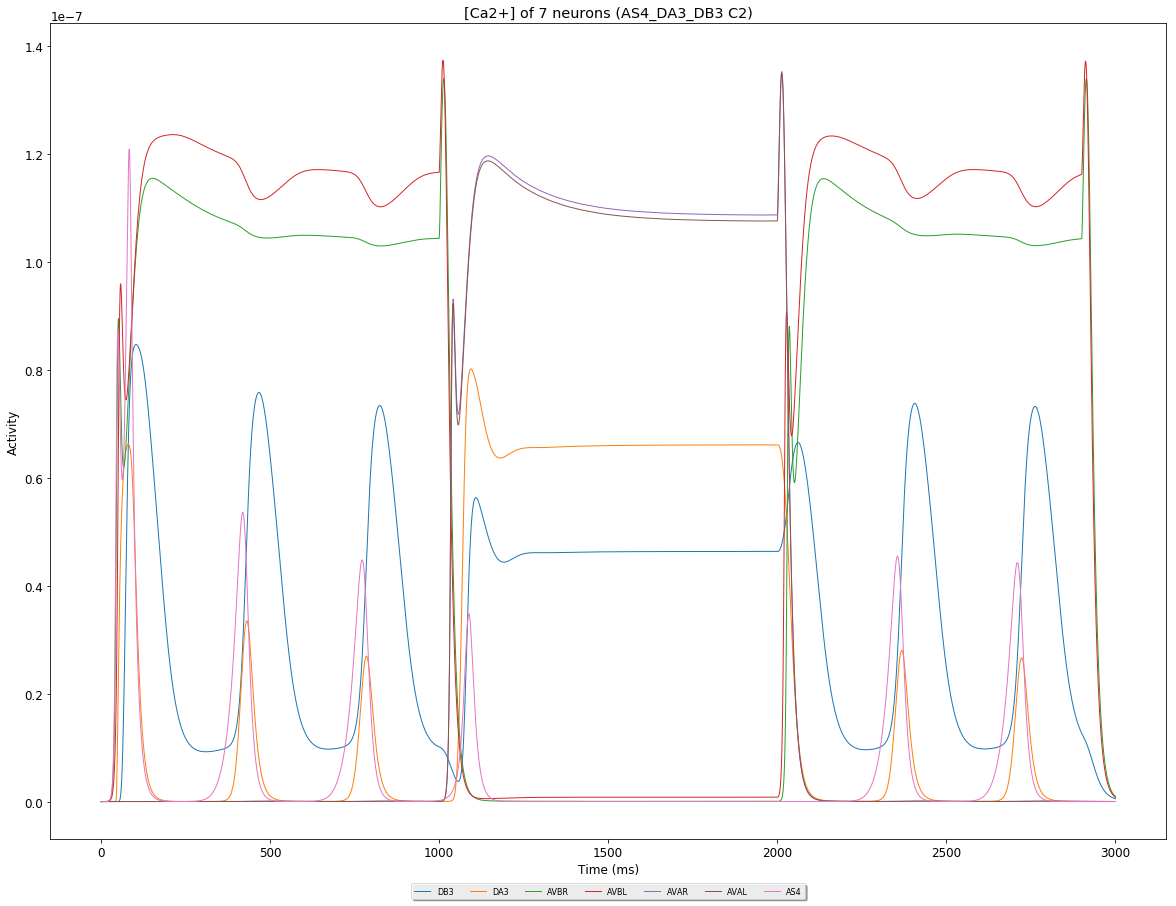 [Ca2+] of 7 neurons (AS4_DA3_DB3 C2)
1e−7
1.4
1.2
1.0
0.8
0.6
0.4
0.2
0.0
Activity
0 500 1000 1500 2000 2500 3000
Time (ms)
DB3 DA3 AVBR AVBL AVAR AVAL AS4